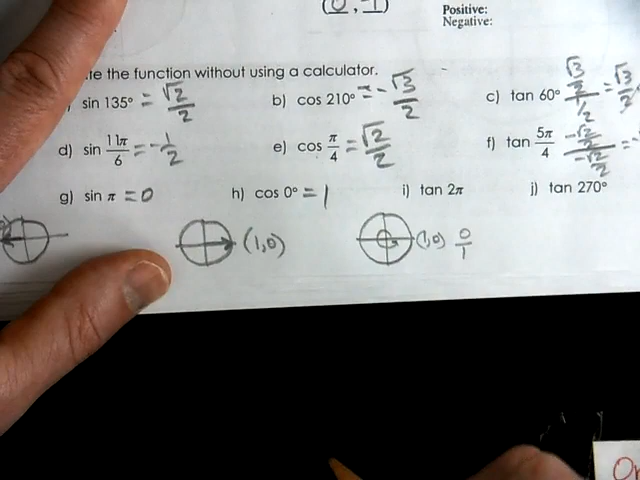 (0, -1) Positive:
Negative:
te the function without using a calculator.
sin 135° = √2/2 b) cos 210° = -√3/2 c) tan 60° (√3/2)/(1/2) = √3/2
d) sin 11π/6 = -1/2 e) cos π/4 = √2/2 f) tan 5π/4 (-√2/2)/(-√2/2) =
g) sin π = 0 h) cos 0° = 1 i) tan 2π j) tan 270°
(1,0) (1,0) 0/1